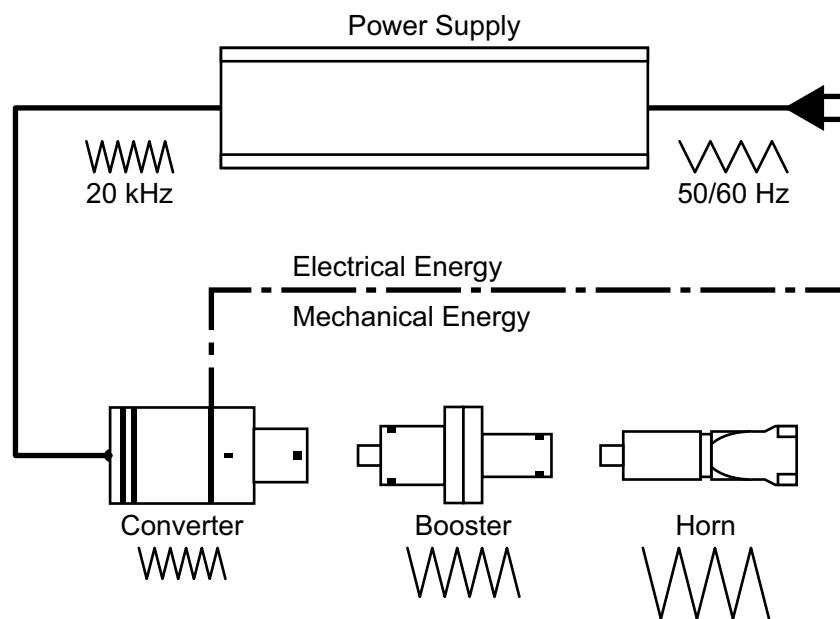 Power Supply
20 kHz
50/60 Hz
Electrical Energy
Mechanical Energy
Converter
Booster
Horn